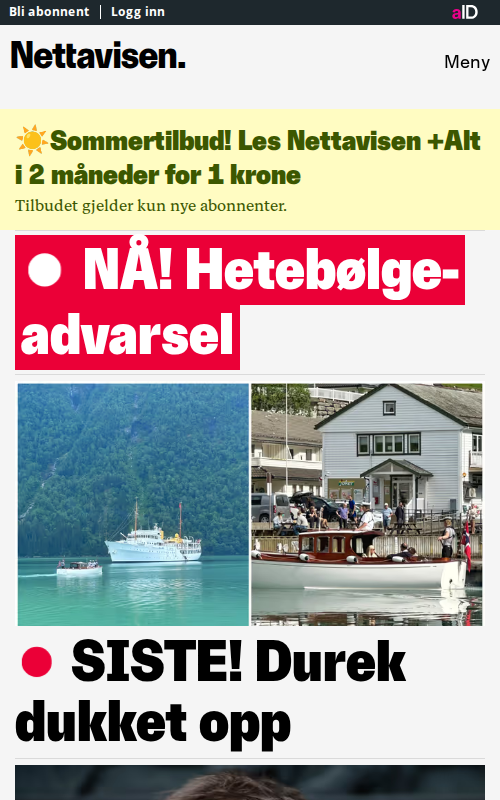 Bli abonnent | Logg inn
aID
Nettavisen.
Meny
☀️Sommertilbud! Les Nettavisen +Alt
i 2 måneder for 1 krone
Tilbudet gjelder kun nye abonnenter.
NÅ! Hetebølge-
advarsel
joker
SISTE! Durek
dukket opp